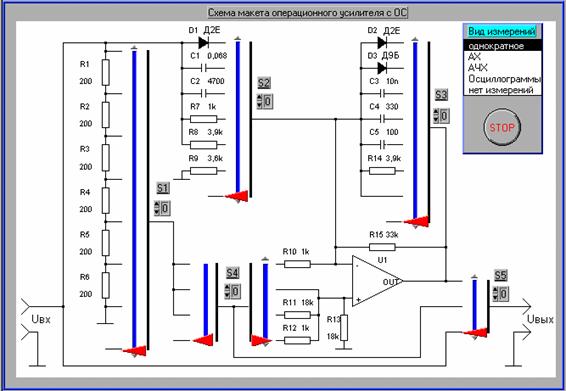 Схема макета операционного усилителя с ОС
D1 Д2Е
C1 0,068
C2 4700
R7 1k
R8 3,9k
R9 3,6k
S2
0
D2 Д2Е
D3 Д9Б
C3 10n
C4 330
C5 100
R14 3,9k
S3
0
Вид измерений
однократное
АХ
АЧХ
Осциллограммы
нет измерений
STOP
R1
200
R2
200
R3
200
R4
200
R5
200
R6
200
S1
0
S4
0
R10 1k
R11 18k
R12 1k
R13
18k
R15 33k
U1
-
+
OUT
S5
0
Uвх
Uвых